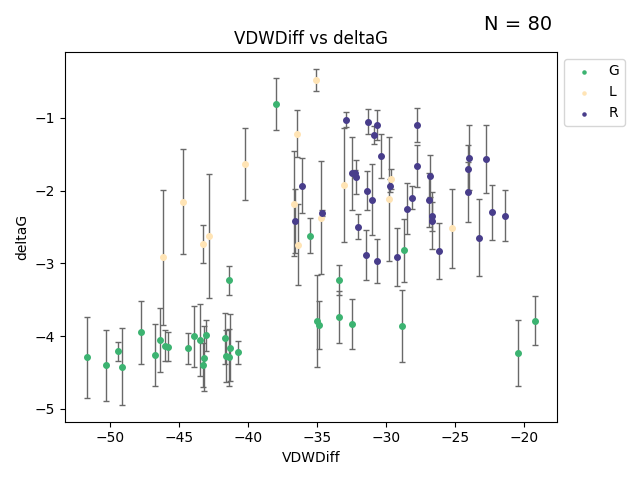 N = 80
VDWDiff vs deltaG
G
L
R
deltaG
−1
−2
−3
−4
−5
−50
−45
−40
−35
−30
−25
−20
VDWDiff